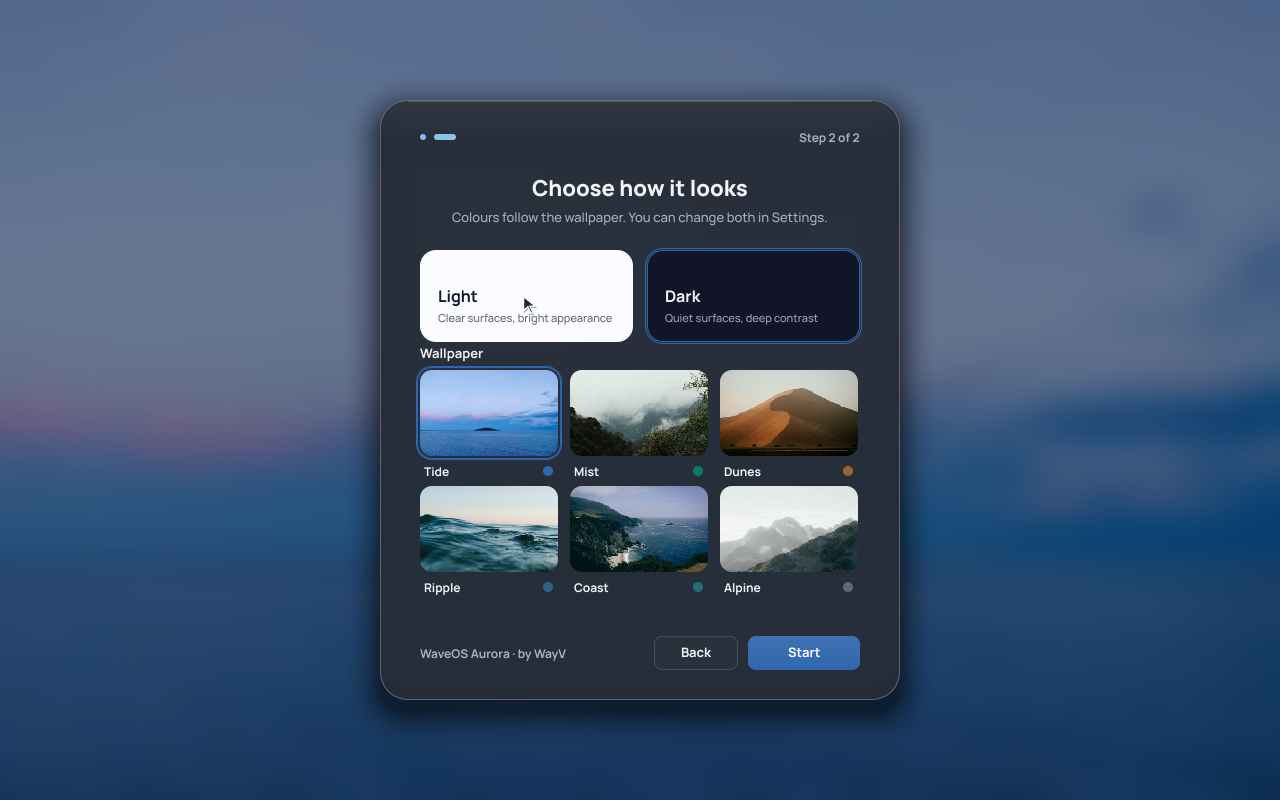 Step 2 of 2
Choose how it looks
Colours follow the wallpaper. You can change both in Settings.
Light
Clear surfaces, bright appearance
Dark
Quiet surfaces, deep contrast
Wallpaper
Tide
Mist
Dunes
Ripple
Coast
Alpine
WaveOS Aurora · by WayV
Back
Start